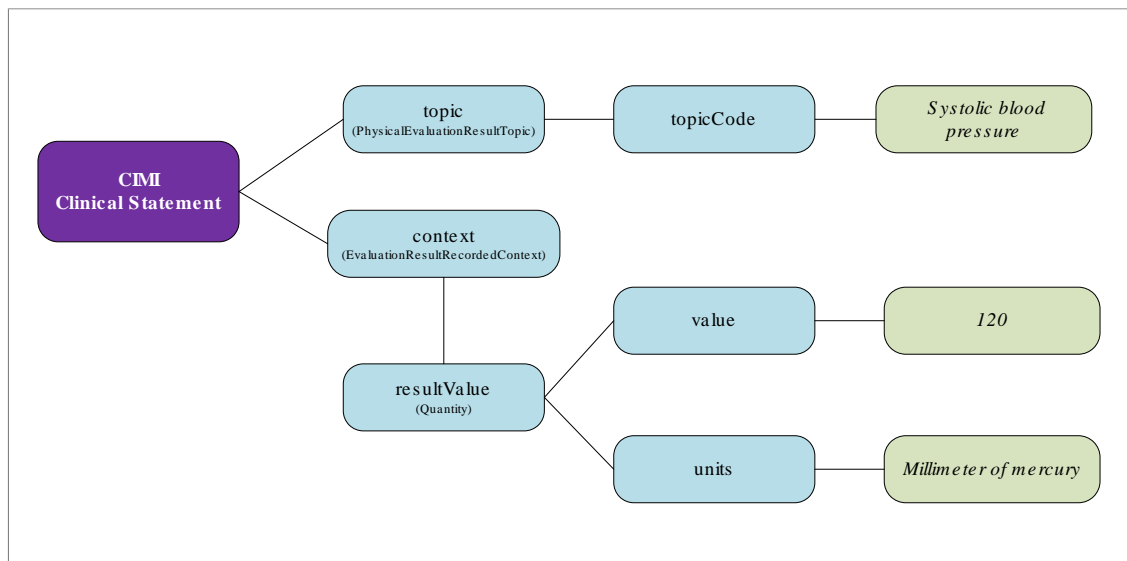 CIMI
Clinical Statement
topic
(PhysicalEvaluationResultTopic)
topicCode
Systolic blood
pressure
context
(EvaluationResultRecordedContext)
resultValue
(Quantity)
value
120
units
Millimeter of mercury